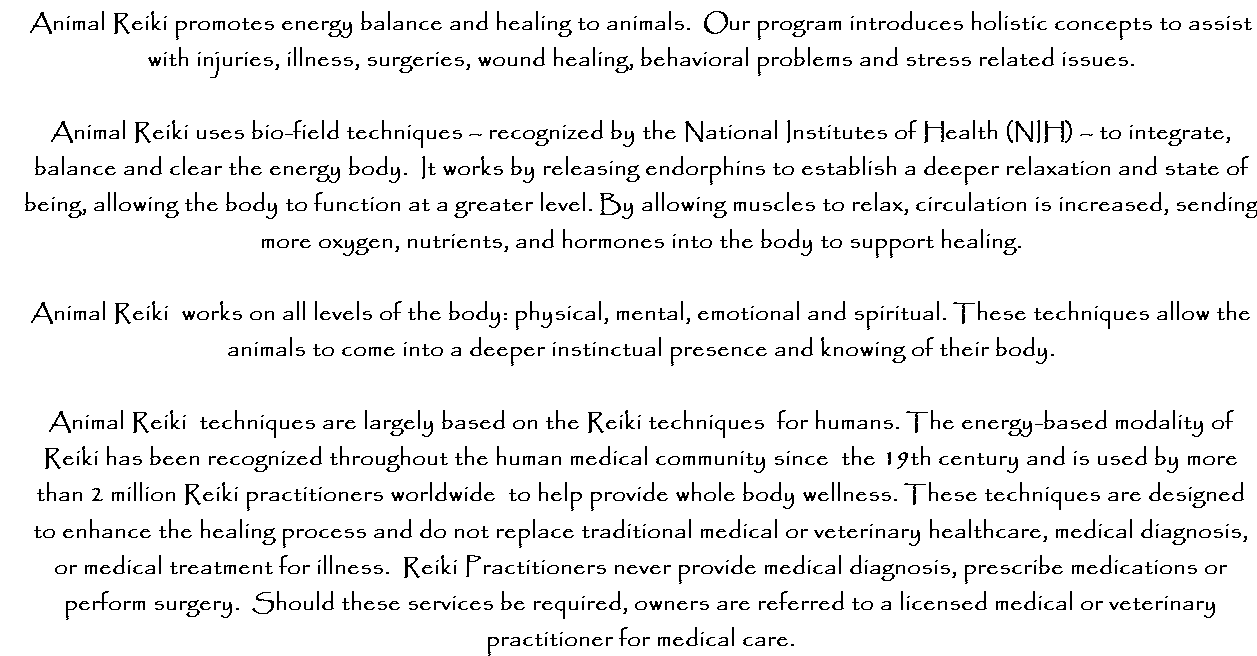 Animal Reiki promotes energy balance and healing to animals.  Our program introduces holistic concepts to assist
with injuries, illness, surgeries, wound healing, behavioral problems and stress related issues.
Animal Reiki uses bio-field techniques – recognized by the National Institutes of Health (NIH) – to integrate,
balance and clear the energy body.  It works by releasing endorphins to establish a deeper relaxation and state of
being, allowing the body to function at a greater level. By allowing muscles to relax, circulation is increased, sending
more oxygen, nutrients, and hormones into the body to support healing.
Animal Reiki  works on all levels of the body: physical, mental, emotional and spiritual. These techniques allow the
animals to come into a deeper instinctual presence and knowing of their body.
Animal Reiki  techniques are largely based on the Reiki techniques  for humans. The energy-based modality of
Reiki has been recognized throughout the human medical community since  the 19th century and is used by more
than 2 million Reiki practitioners worldwide  to help provide whole body wellness. These techniques are designed
to enhance the healing process and do not replace traditional medical or veterinary healthcare, medical diagnosis,
or medical treatment for illness.  Reiki Practitioners never provide medical diagnosis, prescribe medications or
perform surgery.  Should these services be required, owners are referred to a licensed medical or veterinary
practitioner for medical care.